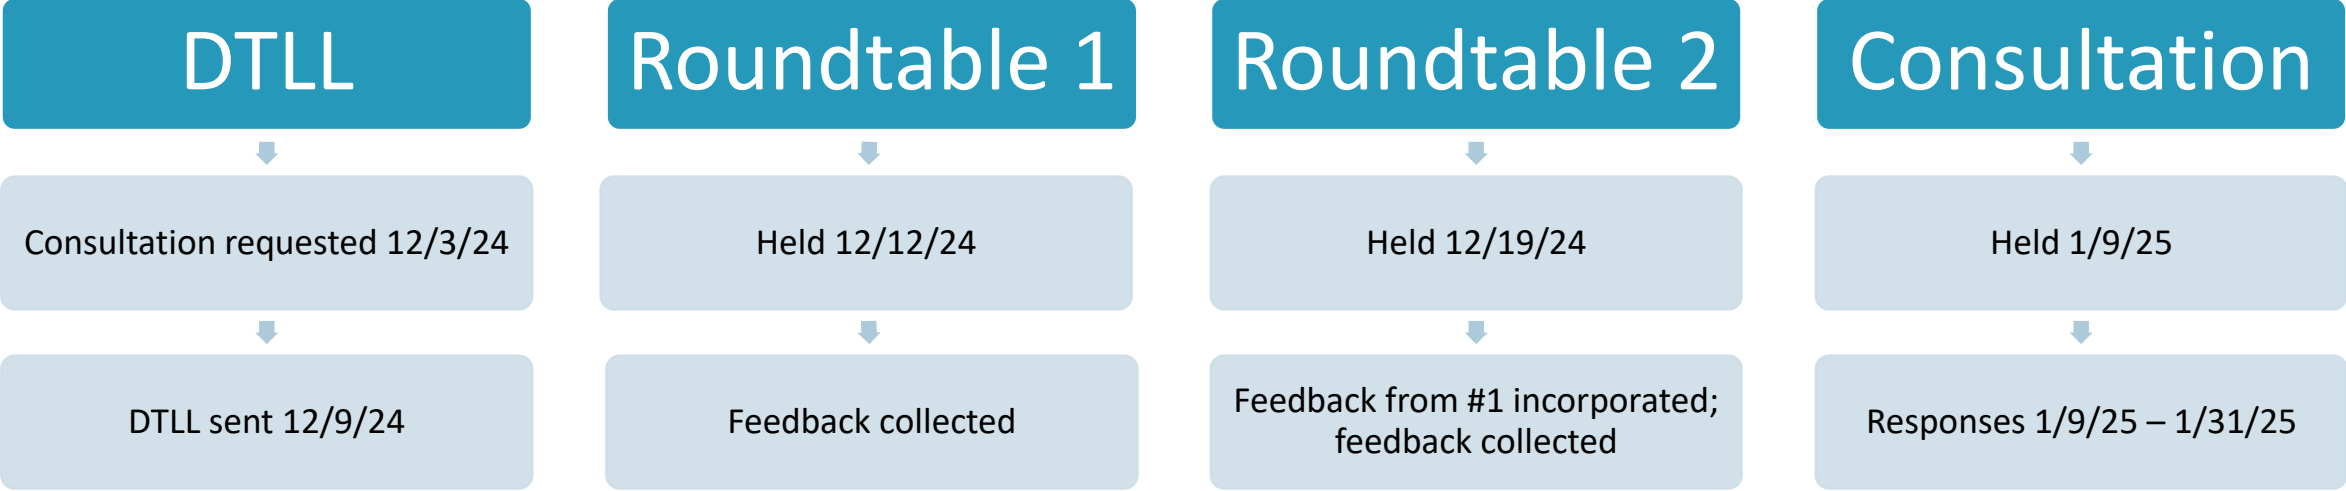 DTLL
Consultation requested 12/3/24
DTLL sent 12/9/24
Roundtable 1
Held 12/12/24
Feedback collected
Roundtable 2
Held 12/19/24
Feedback from #1 incorporated;
feedback collected
Consultation
Held 1/9/25
Responses 1/9/25 – 1/31/25